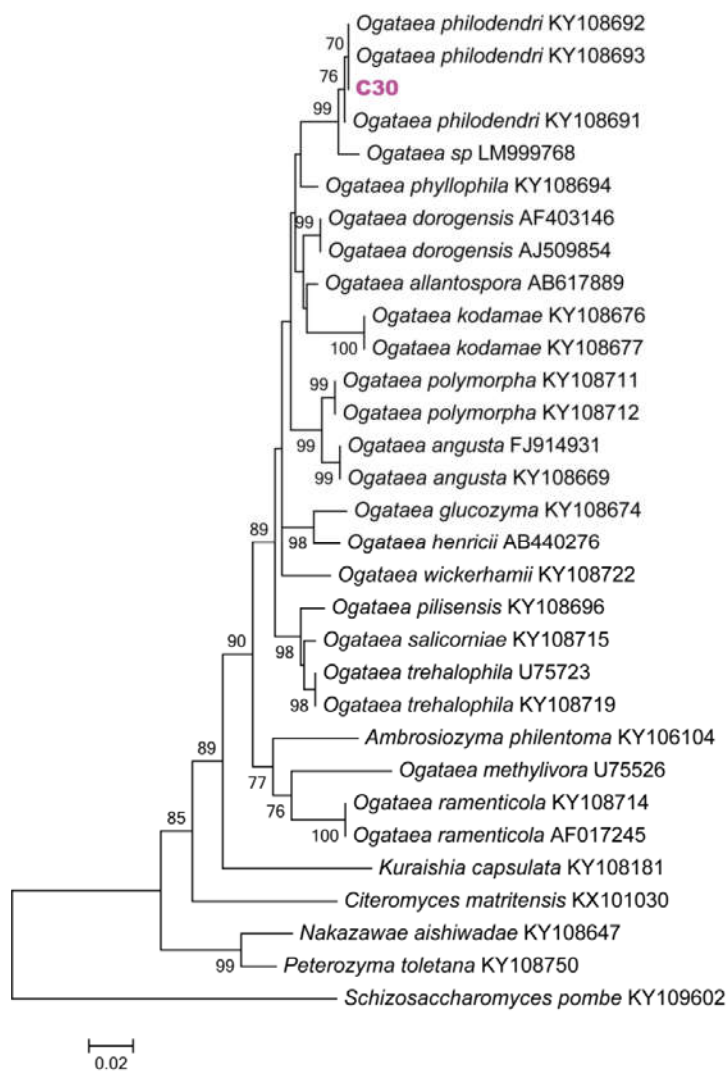 Ogataea philodendri KY108692
70
Ogataea philodendri KY108693
76
C30
99
Ogataea philodendri KY108691
Ogataea sp LM999768
Ogataea phyllophila KY108694
99
Ogataea dorogensis AF403146
Ogataea dorogensis AJ509854
Ogataea allantospora AB617889
Ogataea kodamae KY108676
100
Ogataea kodamae KY108677
99
Ogataea polymorpha KY108711
Ogataea polymorpha KY108712
99
Ogataea angusta FJ914931
99
Ogataea angusta KY108669
Ogataea glucozyma KY108674
89
98
Ogataea henricii AB440276
Ogataea wickerhamii KY108722
Ogataea pilisensis KY108696
90
98
Ogataea salicorniae KY108715
Ogataea trehalophila U75723
98
Ogataea trehalophila KY108719
Ambrosiozyma philentoma KY106104
89
77
Ogataea methylivora U75526
76
Ogataea ramenticola KY108714
85
100
Ogataea ramenticola AF017245
Kuraishia capsulata KY108181
Citeromyces matritensis KX101030
Nakazawae aishiwadae KY108647
99
Peterozyma toletana KY108750
Schizosaccharomyces pombe KY109602
0.02